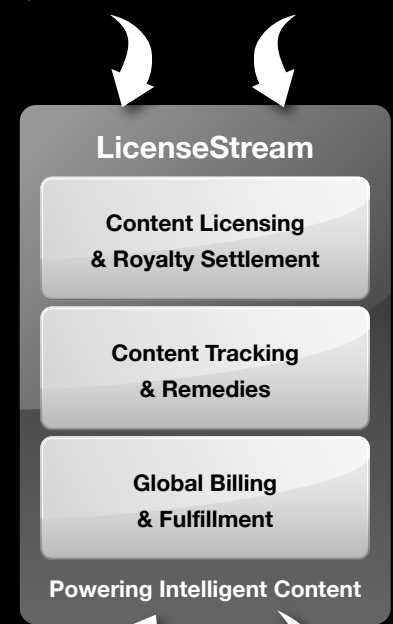 LicenseStream
Content Licensing
& Royalty Settlement
Content Tracking
& Remedies
Global Billing
& Fulfillment
Powering Intelligent Content